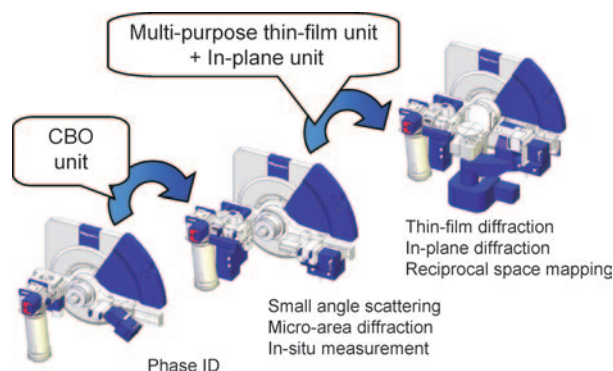 Multi-purpose thin-film unit
+ In-plane unit
CBO
unit
Thin-film diffraction
In-plane diffraction
Reciprocal space mapping
Small angle scattering
Micro-area diffraction
In-situ measurement
Phase ID